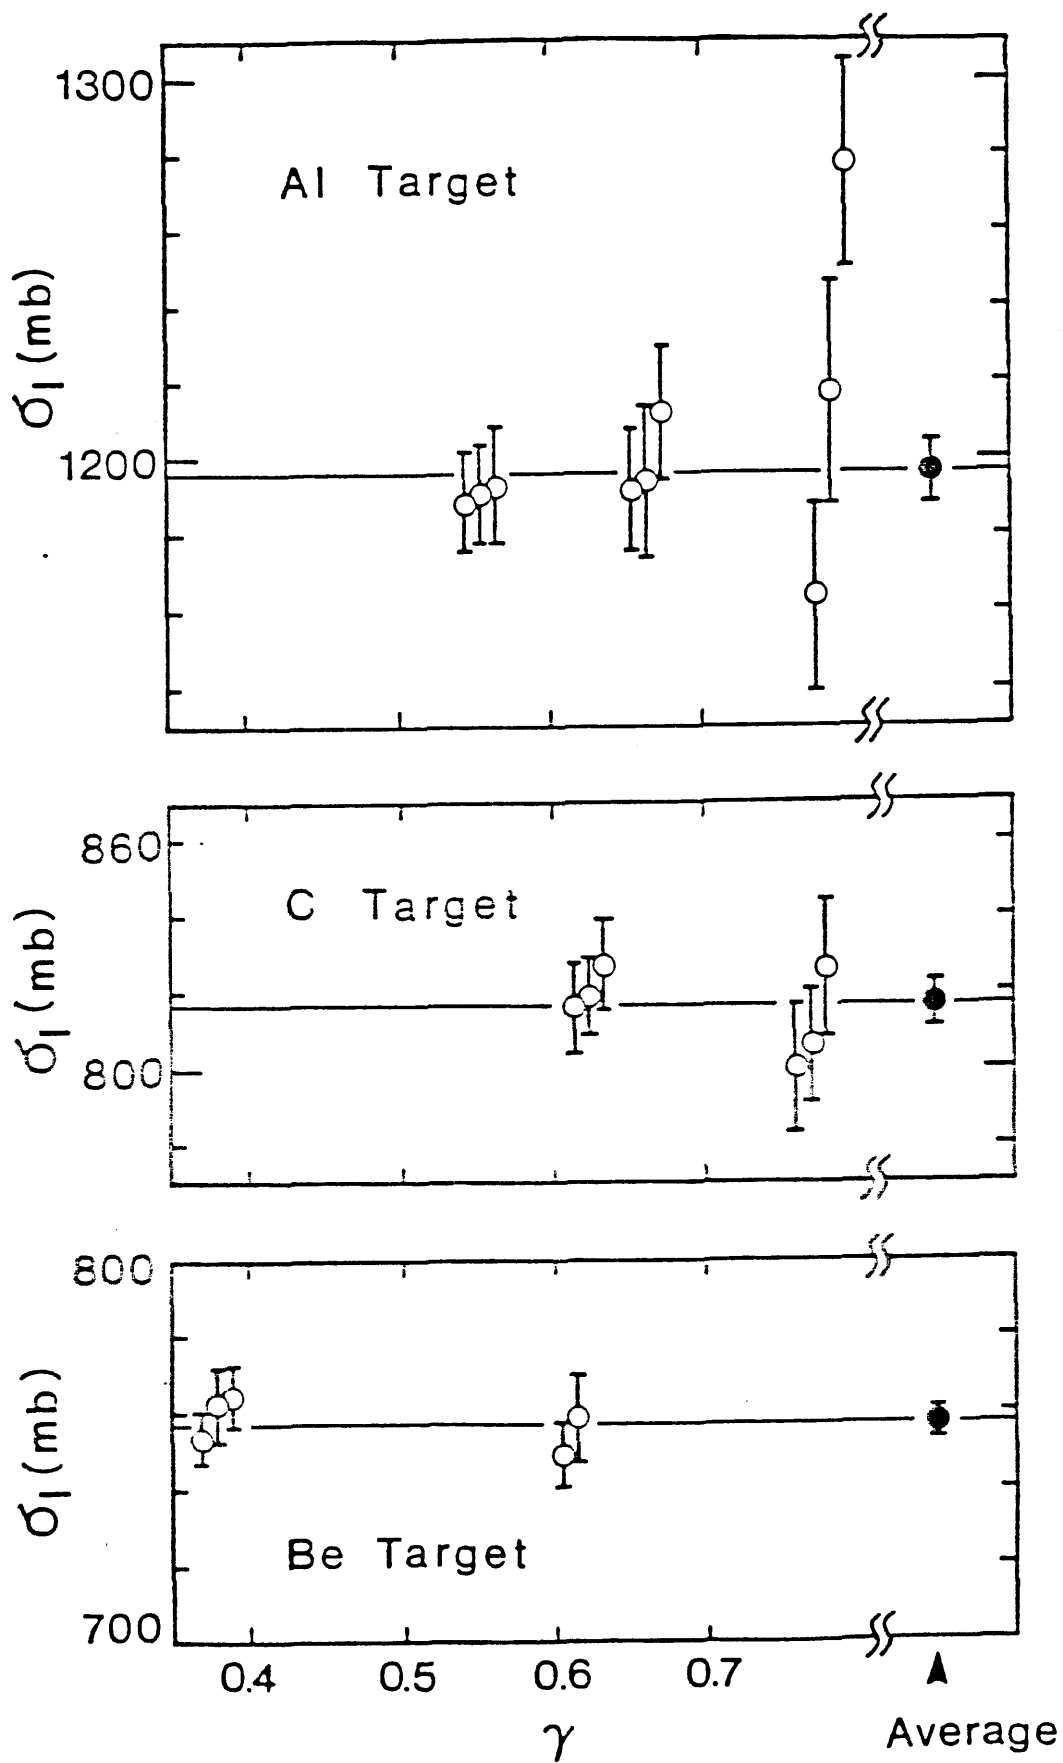 1300
Al Target
σI (mb)
1200
860
C Target
σI (mb)
800
800
σI (mb)
Be Target
700
0.4 0.5 0.6 0.7
γ
Average